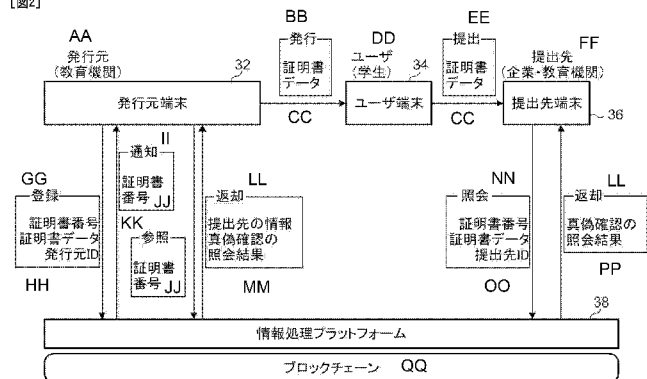 [図2]
AA
発行元
(教育機関)
32
発行元端末
BB
発行
証明書
データ
CC
DD
ユーザ
(学生)
34
ユーザ端末
EE
提出
証明書
データ
CC
FF
提出先
(企業・教育機関)
提出先端末
36
GG
登録
証明書番号
証明書データ
発行元ID
HH
II
通知
証明書
番号 JJ
KK
参照
証明書
番号 JJ
LL
返却
提出先の情報
真偽確認の
照会結果
MM
NN
照会
証明書番号
証明書データ
提出先ID
OO
LL
返却
真偽確認の
照会結果
PP
38
情報処理プラットフォーム
ブロックチェーン QQ